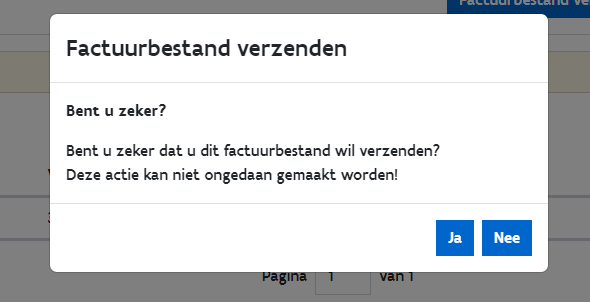 Factuurbestand verzenden
Bent u zeker?
Bent u zeker dat u dit factuurbestand wil verzenden?
Deze actie kan niet ongedaan gemaakt worden!
Ja Nee
Pagina 1 van 1